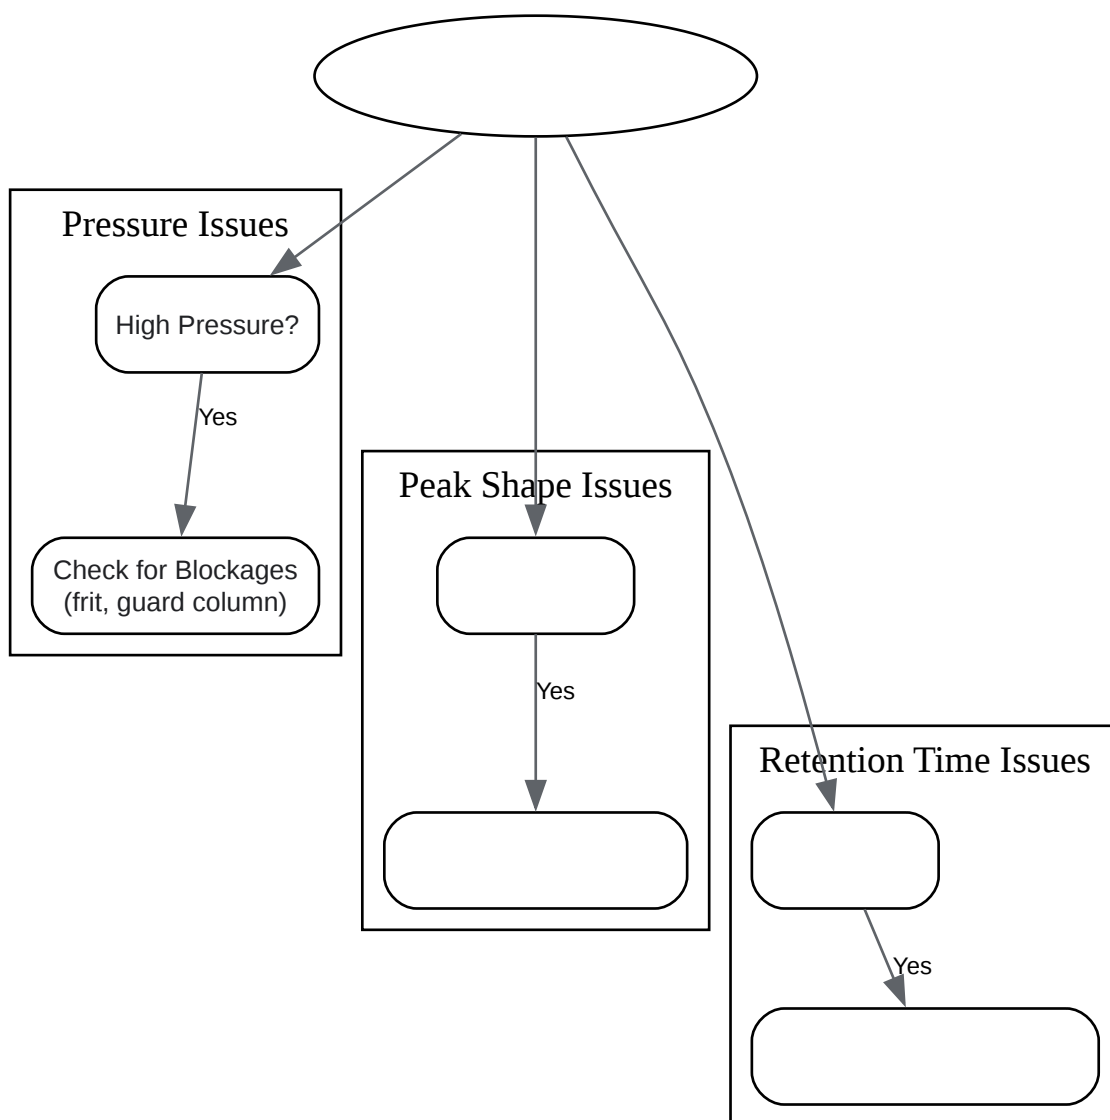 Pressure Issues
High Pressure?
Yes
Check for Blockages
(frit, guard column)
Peak Shape Issues
Yes
Retention Time Issues
Yes